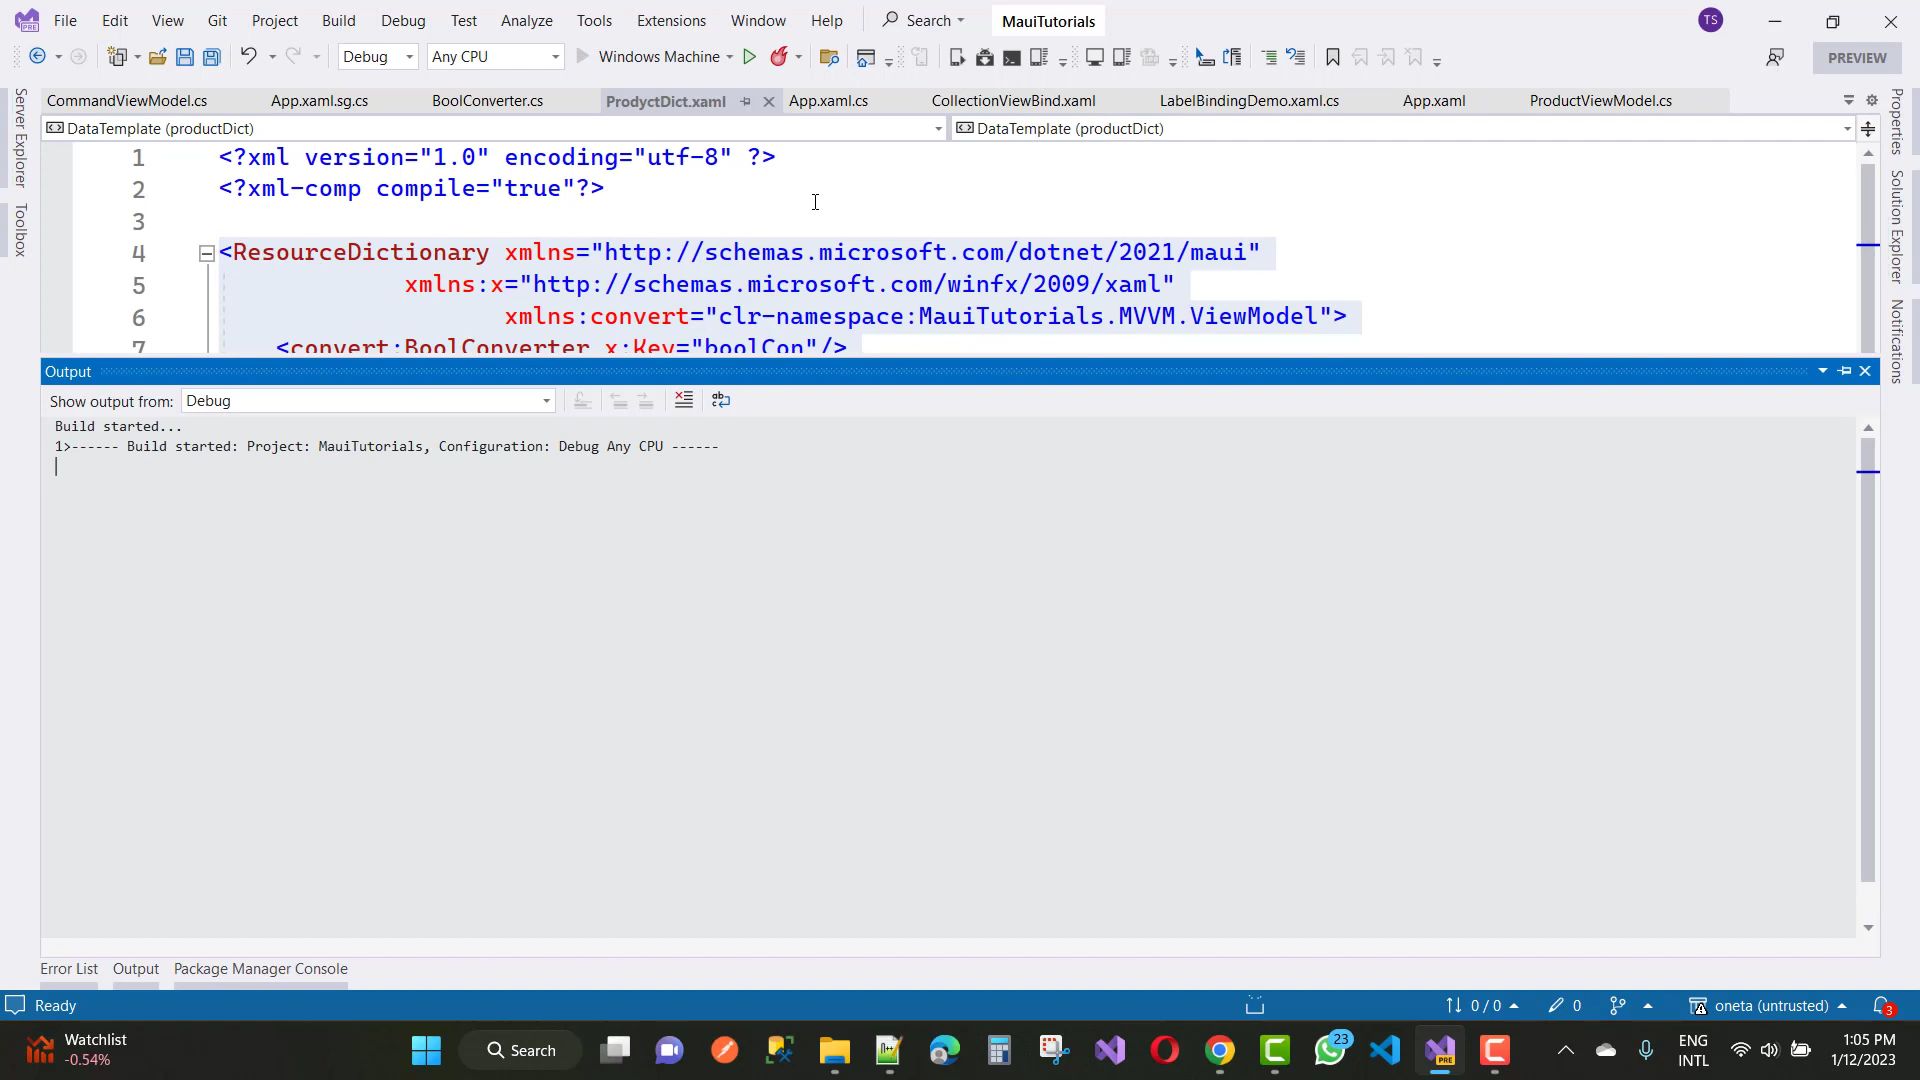 File Edit View Git Project Build Debug Test Analyze Tools Extensions Window Help Search MauiTutorials TS
Debug Any CPU Windows Machine PREVIEW
CommandViewModel.cs App.xaml.sg.cs BoolConverter.cs ProdyctDict.xaml App.xaml.cs CollectionViewBind.xaml LabelBindingDemo.xaml.cs App.xaml ProductViewModel.cs
DataTemplate (productDict) DataTemplate (productDict)
Server Explorer
Toolbox
Properties
Solution Explorer
Notifications
1 <?xml version="1.0" encoding="utf-8" ?>
2 <?xml-comp compile="true"?>
3
4 <ResourceDictionary xmlns="http://schemas.microsoft.com/dotnet/2021/maui"
5 xmlns:x="http://schemas.microsoft.com/winfx/2009/xaml"
6 xmlns:convert="clr-namespace:MauiTutorials.MVVM.ViewModel">
7 <convert:BoolConverter x:Key="boolCon"/>
Output
Show output from: Debug
Build started...
1>------ Build started: Project: MauiTutorials, Configuration: Debug Any CPU ------
Error List Output Package Manager Console
Ready 0 / 0 0 oneta (untrusted) 3
Watchlist
-0.54%
Search
23
PRE
ENG
INTL
1:05 PM
1/12/2023